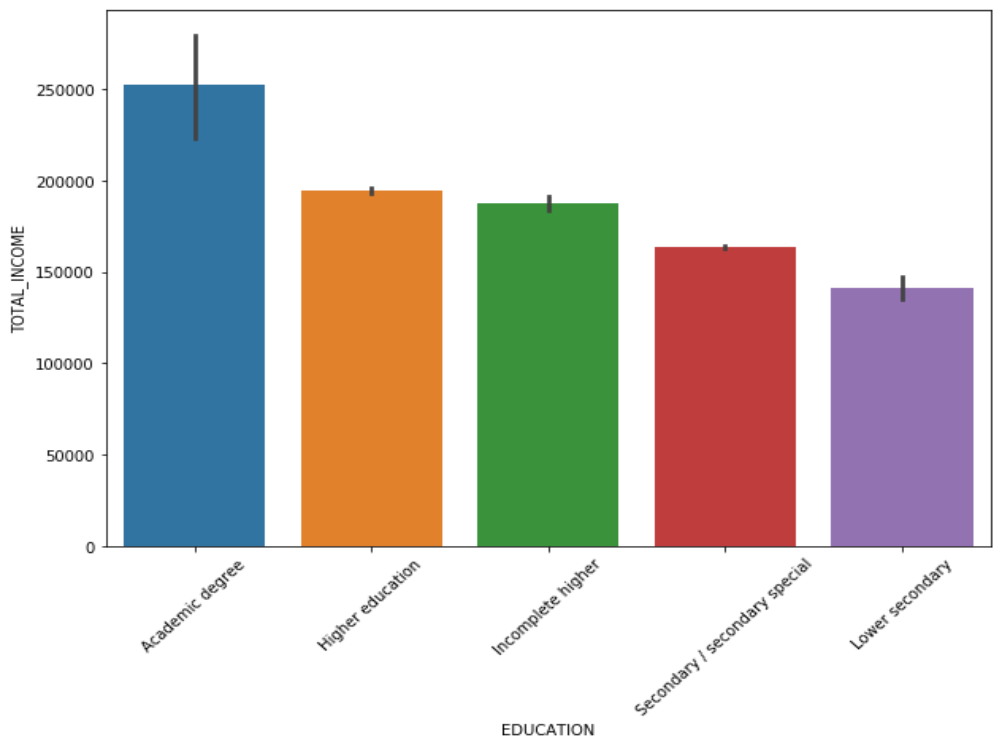 250000
200000
150000
100000
50000
0
TOTAL_INCOME
Academic degree
Higher education
Incomplete higher
Secondary / secondary special
Lower secondary
EDUCATION